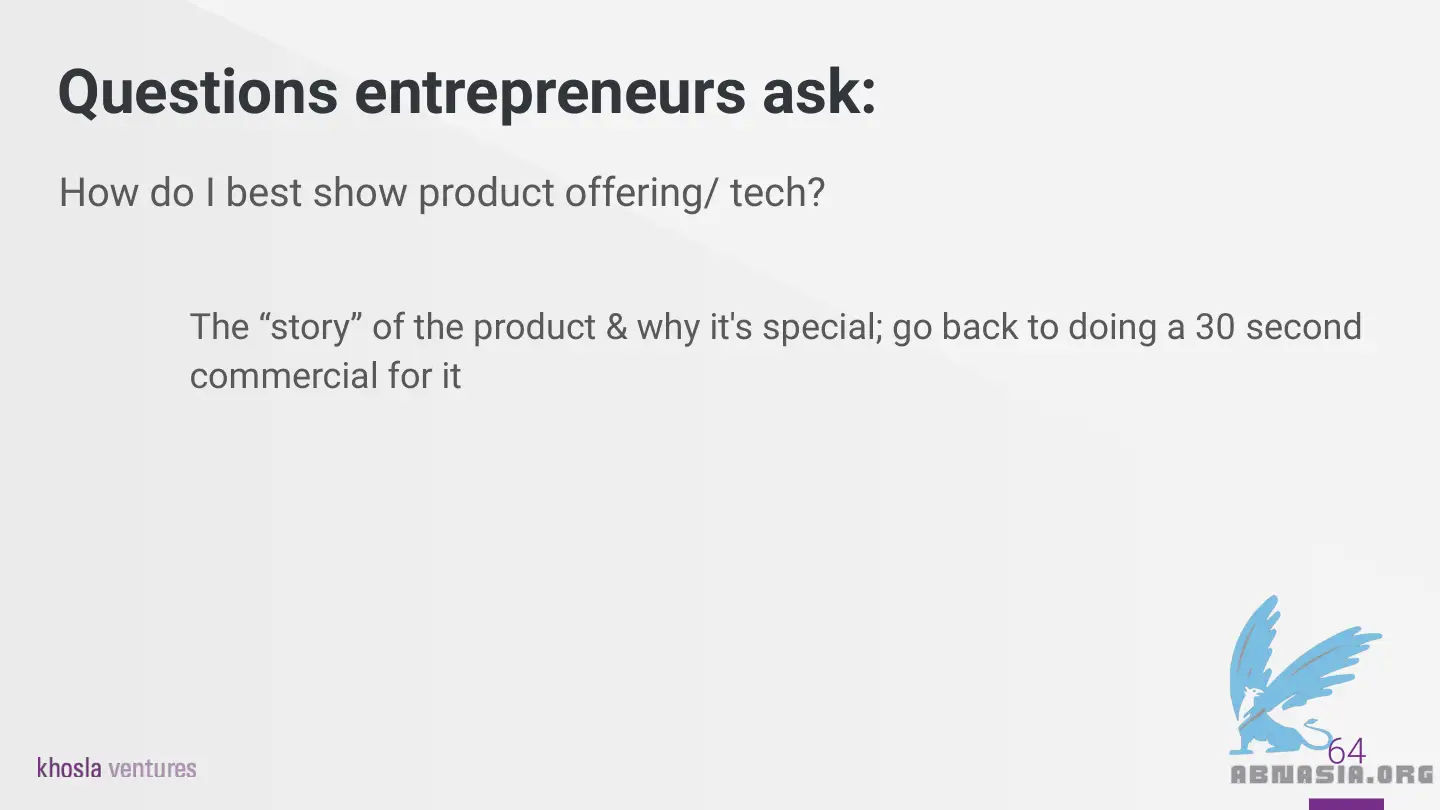 Questions entrepreneurs ask:
How do I best show product offering/ tech?
The “story” of the product & why it's special; go back to doing a 30 second
commercial for it
khosla ventures
64
ABNASIA.ORG